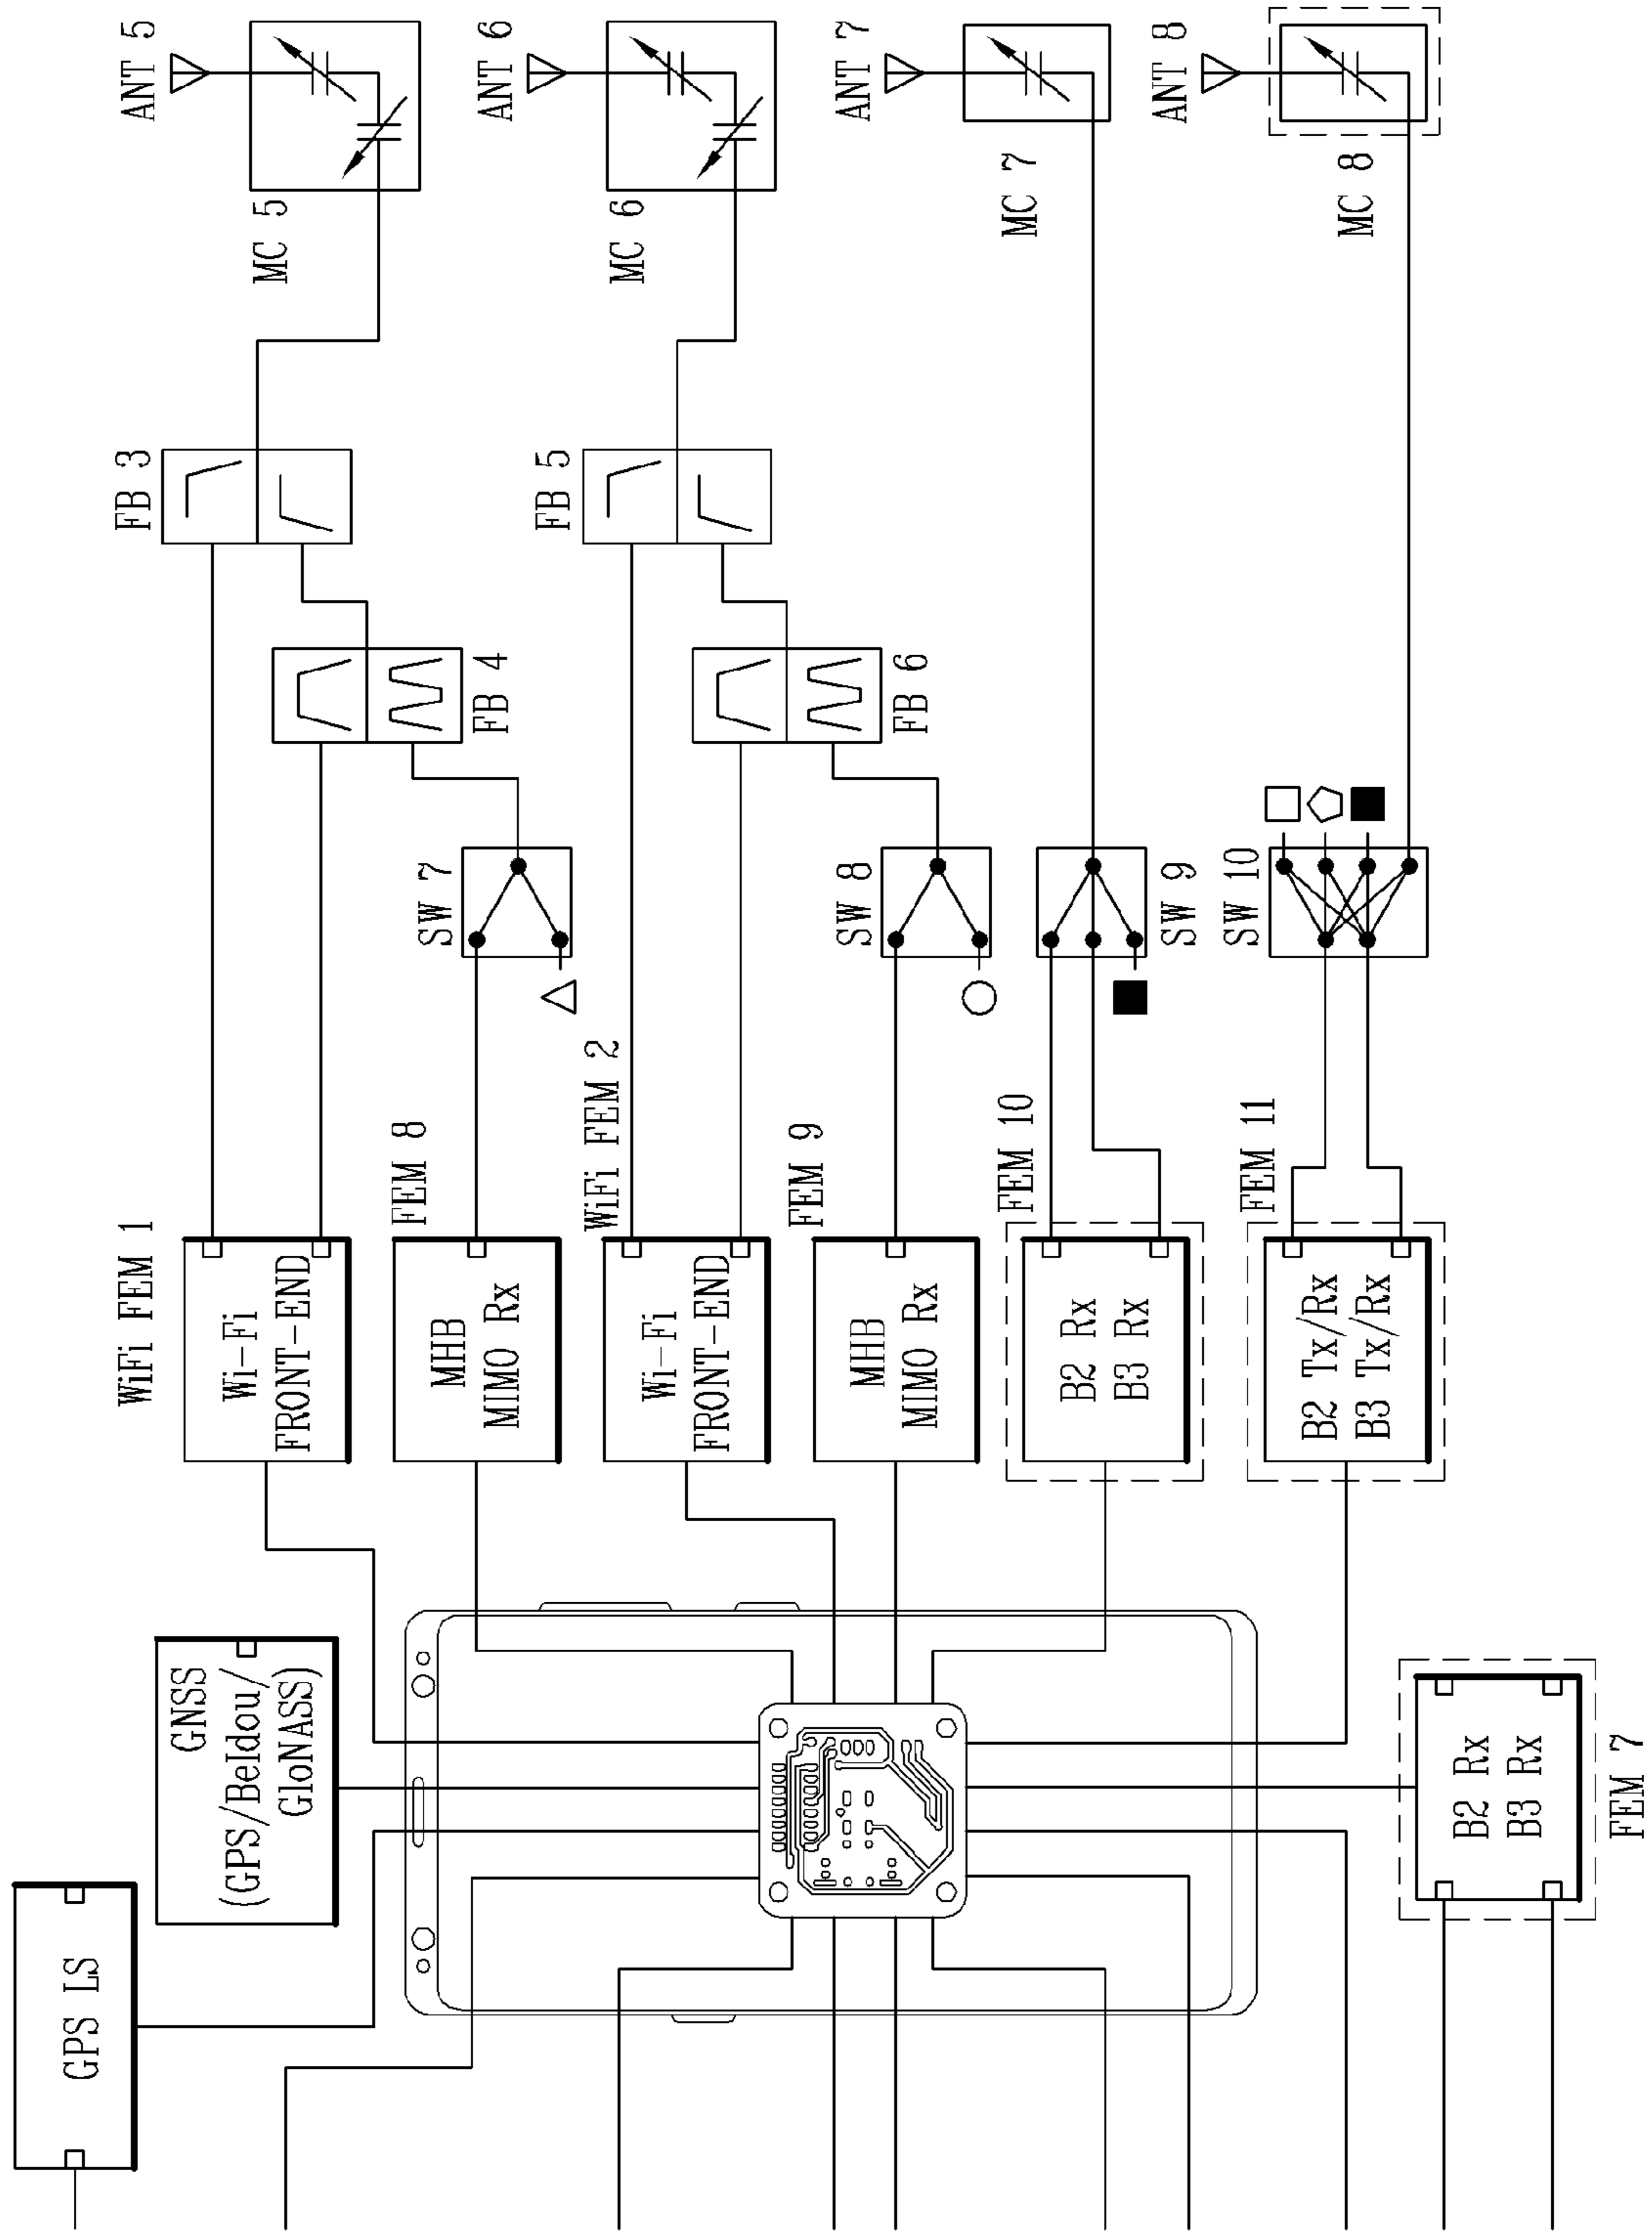 GPS LS
GNSS
(GPS/Beldou/
GloNASS)
WiFi FEM 1
Wi-Fi
FRONT-END
FB 3
FB 4
MC 5
ANT 5
FEM 8
MHB
MIMO Rx
SW 7
WiFi FEM 2
Wi-Fi
FRONT-END
FB 5
FB 6
MC 6
ANT 6
FEM 9
MHB
MIMO Rx
SW 8
FEM 10
B2 Rx
B3 Rx
SW 9
MC 7
ANT 7
FEM 11
B2 Tx/Rx
B3 Tx/Rx
SW 10
MC 8
ANT 8
B2 Rx
B3 Rx
FEM 7